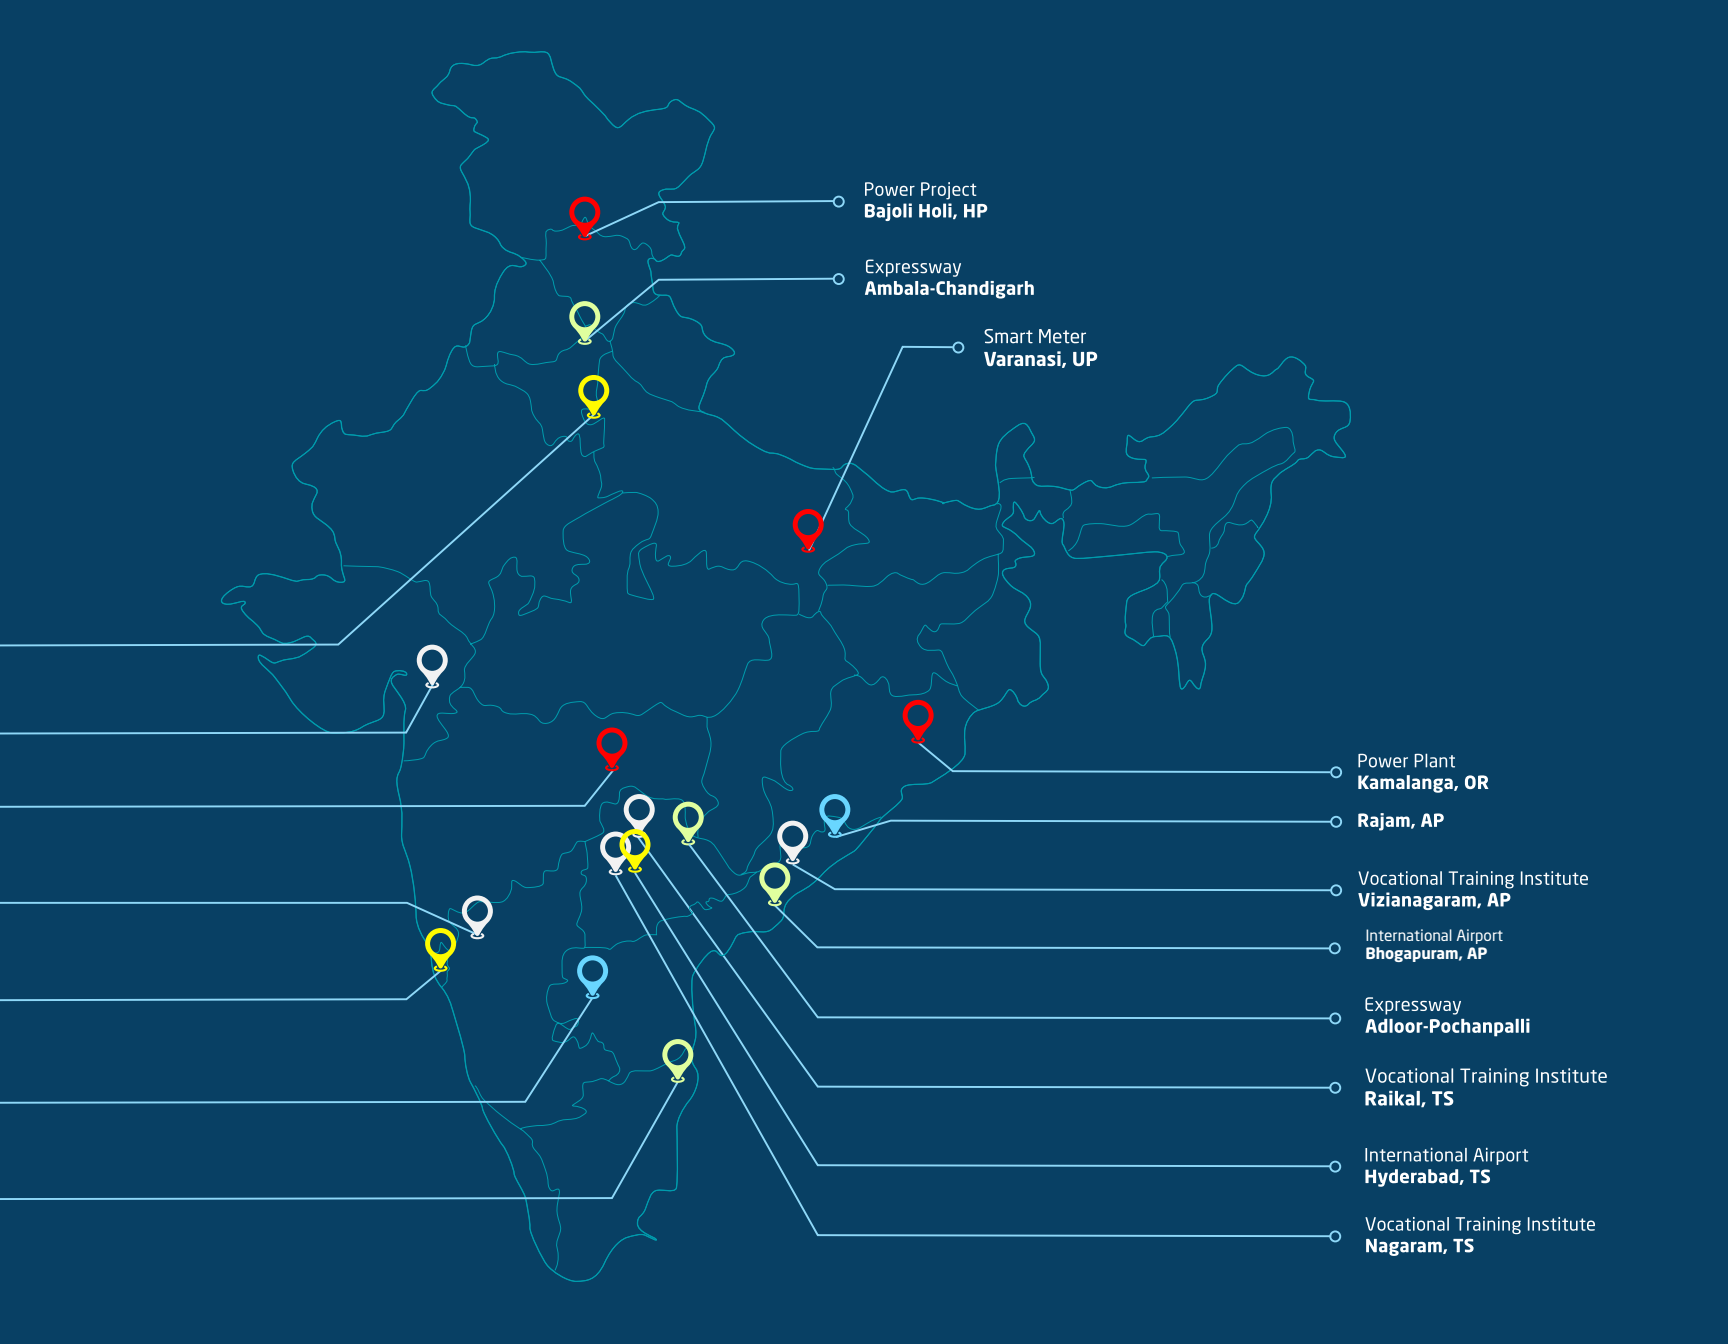 Power Project
Bajoli Holi, HP
Expressway
Ambala-Chandigarh
Smart Meter
Varanasi, UP
Power Plant
Kamalanga, OR
Rajam, AP
Vocational Training Institute
Vizianagaram, AP
International Airport
Bhogapuram, AP
Expressway
Adloor-Pochanpalli
Vocational Training Institute
Raikal, TS
International Airport
Hyderabad, TS
Vocational Training Institute
Nagaram, TS